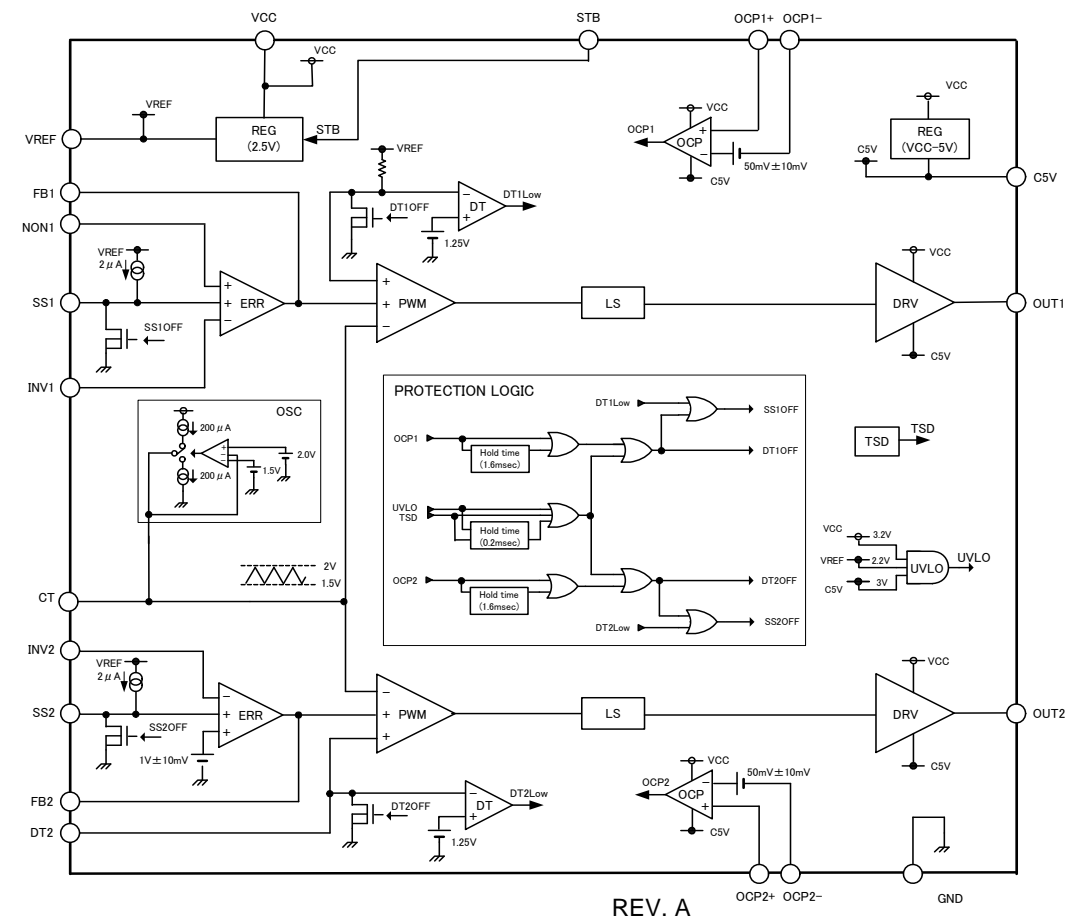 VCC
STB
OCP1+ OCP1-
VCC
VREF
VREF
REG
(2.5V)
STB
VREF
OCP1
VCC
OCP
+
-
C5V
50mV±10mV
VCC
REG
(VCC-5V)
C5V
C5V
FB1
NON1
DT1OFF
-
DT
+
DT1Low
1.25V
VREF
2μA
SS1
+
+
ERR
-
SS1OFF
INV1
+
+ PWM
-
LS
VCC
DRV
C5V
OUT1
OSC
200μA
200μA
+
-
-
1.5V
2.0V
PROTECTION LOGIC
DT1Low
SS1OFF
OCP1
Hold time
(1.6msec)
DT1OFF
UVLO
TSD
Hold time
(0.2msec)
OCP2
Hold time
(1.6msec)
DT2OFF
DT2Low
SS2OFF
TSD
TSD
VCC
3.2V
VREF
2.2V
C5V
3V
UVLO
UVLO
2V
1.5V
CT
INV2
VREF
2μA
SS2
-
+ ERR
+
SS2OFF
1V±10mV
FB2
DT2
-
+ PWM
+
LS
VCC
DRV
C5V
OUT2
DT2OFF
-
DT
+
DT2Low
1.25V
OCP2
VCC
OCP
-
+
C5V
50mV±10mV
OCP2+ OCP2-
GND
REV. A